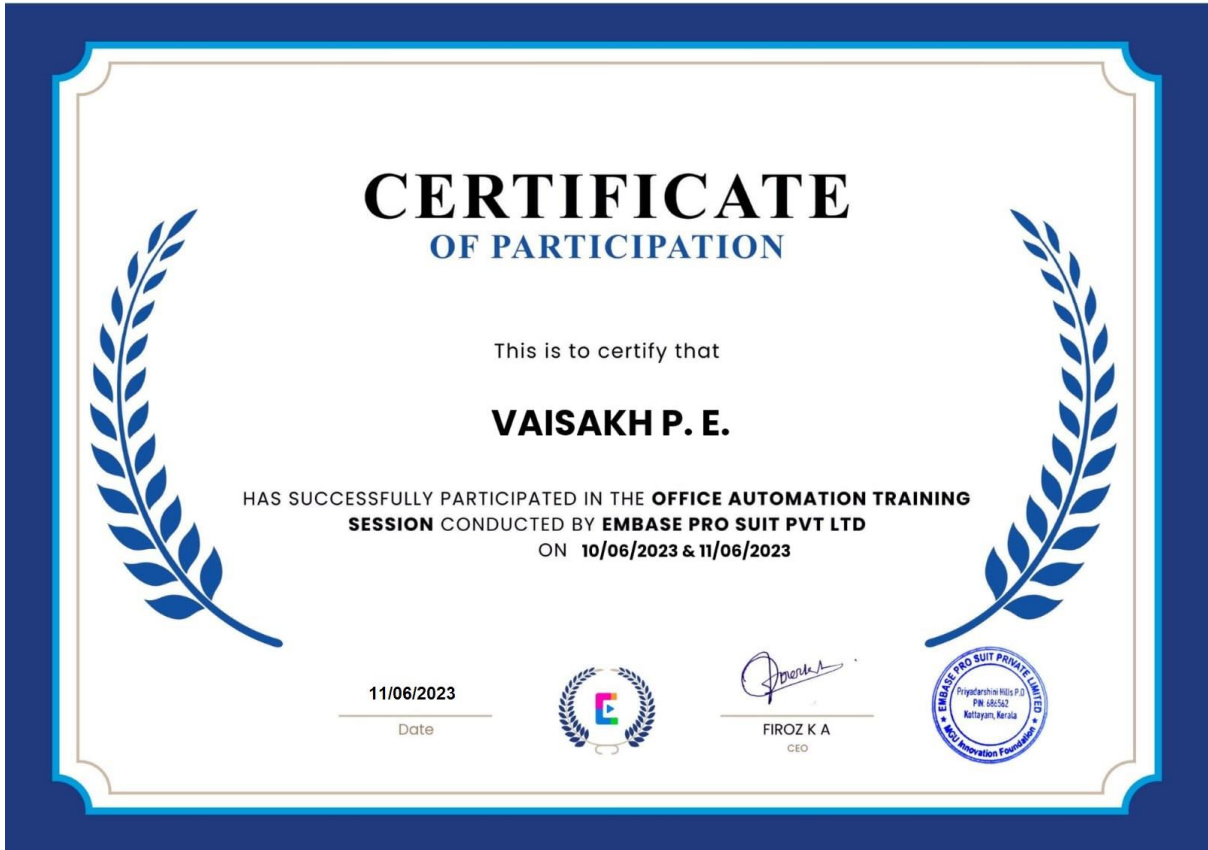 CERTIFICATE
OF PARTICIPATION
This is to certify that
VAISAKH P. E.
HAS SUCCESSFULLY PARTICIPATED IN THE OFFICE AUTOMATION TRAINING
SESSION CONDUCTED BY EMBASE PRO SUIT PVT LTD
ON 10/06/2023 & 11/06/2023
11/06/2023
Date
FIROZ K A
CEO
EMBASE PRO SUIT PRIVATE LIMITED
Priyadarshini Hills P.O
PIN: 686562
Kottayam, Kerala
MGU Innovation Foundation